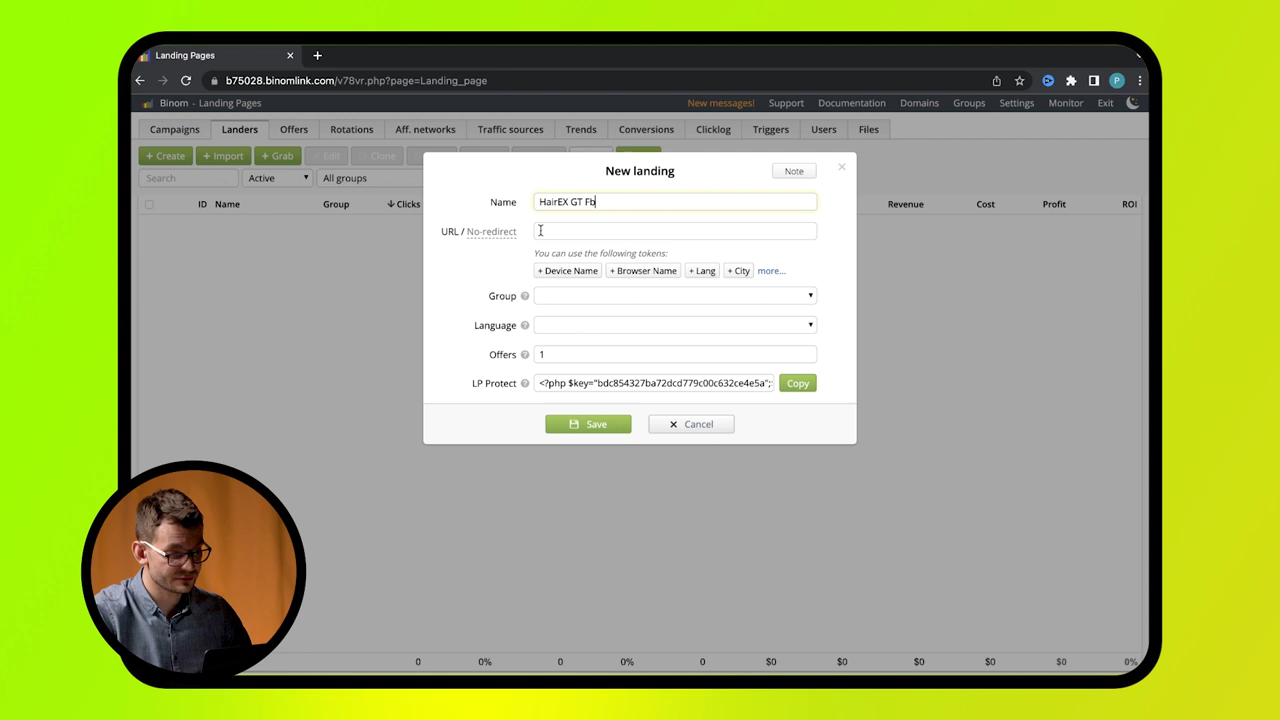 Landing Pages
b75028.binomlink.com/v78vr.php?page=Landing_page
P
Binom - Landing Pages
New messages! Support Documentation Domains Groups Settings Monitor Exit
Campaigns Landers Offers Rotations Aff. networks Traffic sources Trends Conversions Clicklog Triggers Users Files
+ Create + Import + Grab Edit Clone
Search Active All groups
ID Name Group Clicks Revenue Cost Profit ROI
New landing
Note
Name HairEX GT Fb
URL / No-redirect
You can use the following tokens:
+ Device Name + Browser Name + Lang + City more...
Group ?
Language ?
Offers ? 1
LP Protect ? <?php $key="bdc854327ba72dcd779c00c632ce4e5a"; Copy
Save Cancel
0 0% 0 0% 0 $0 $0 $0 0%